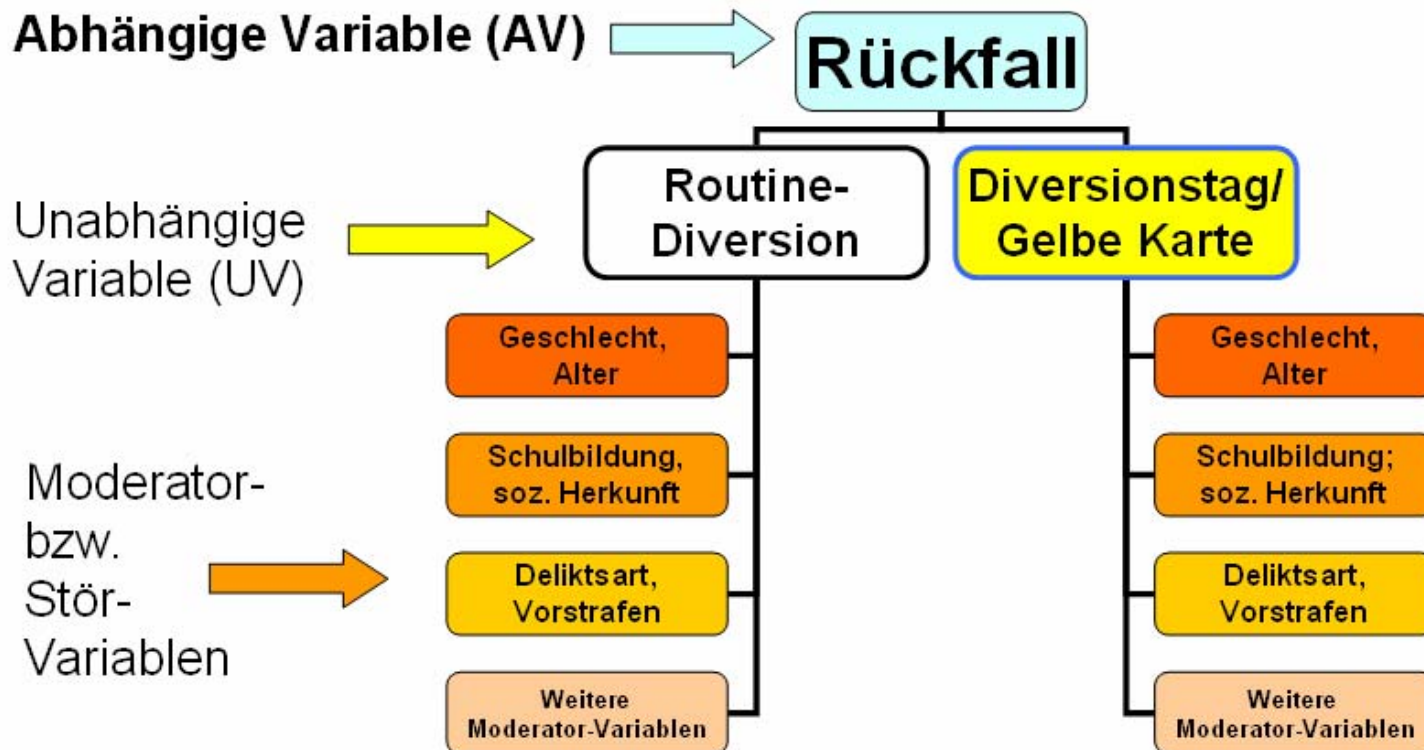 Abhängige Variable (AV)
Rückfall
Unabhängige
Variable (UV)
Routine-
Diversion
Diversionstag/
Gelbe Karte
Moderator-
bzw.
Stör-
Variablen
Geschlecht,
Alter
Schulbildung,
soz. Herkunft
Deliktsart,
Vorstrafen
Weitere
Moderator-Variablen
Geschlecht,
Alter
Schulbildung;
soz. Herkunft
Deliktsart,
Vorstrafen
Weitere
Moderator-Variablen